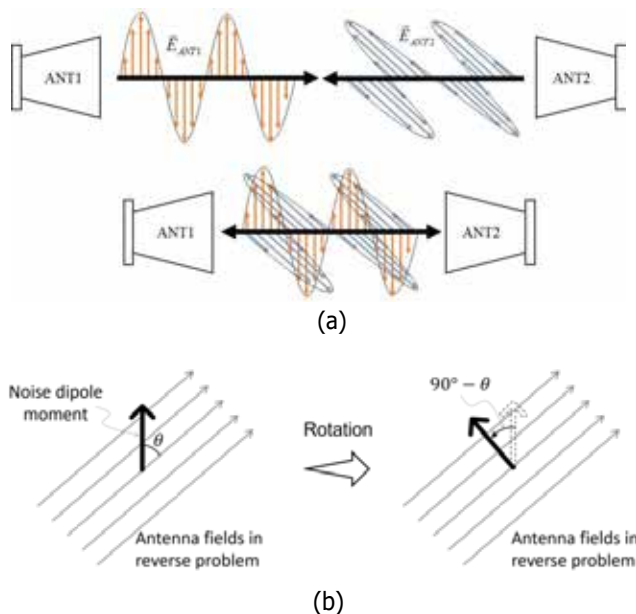 ANT1
Ē_ANT1
Ē_ANT2
ANT2
ANT1
ANT2
(a)
Noise dipole
moment
θ
Antenna fields in
reverse problem
Rotation
90° − θ
Antenna fields in
reverse problem
(b)